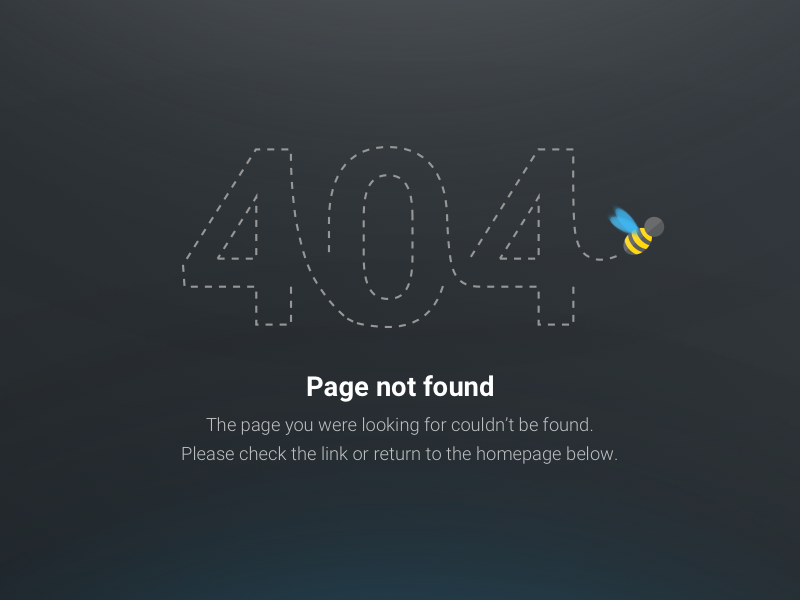 404
Page not found
The page you were looking for couldn't be found.
Please check the link or return to the homepage below.